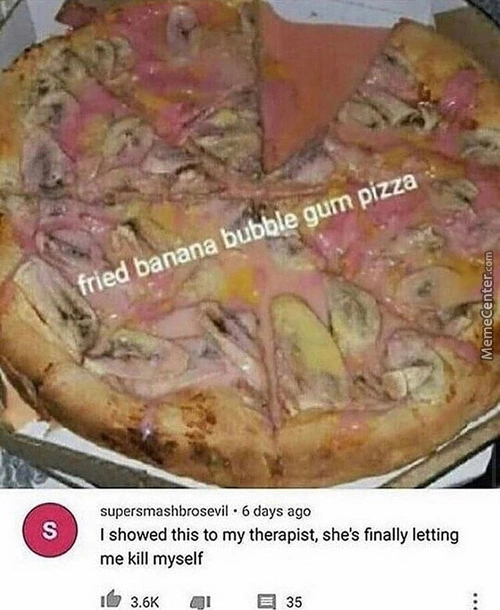 fried banana bubble gum pizza
MemeCenter.com
S
supersmashbrosevil • 6 days ago
I showed this to my therapist, she's finally letting
me kill myself
3.6K
35